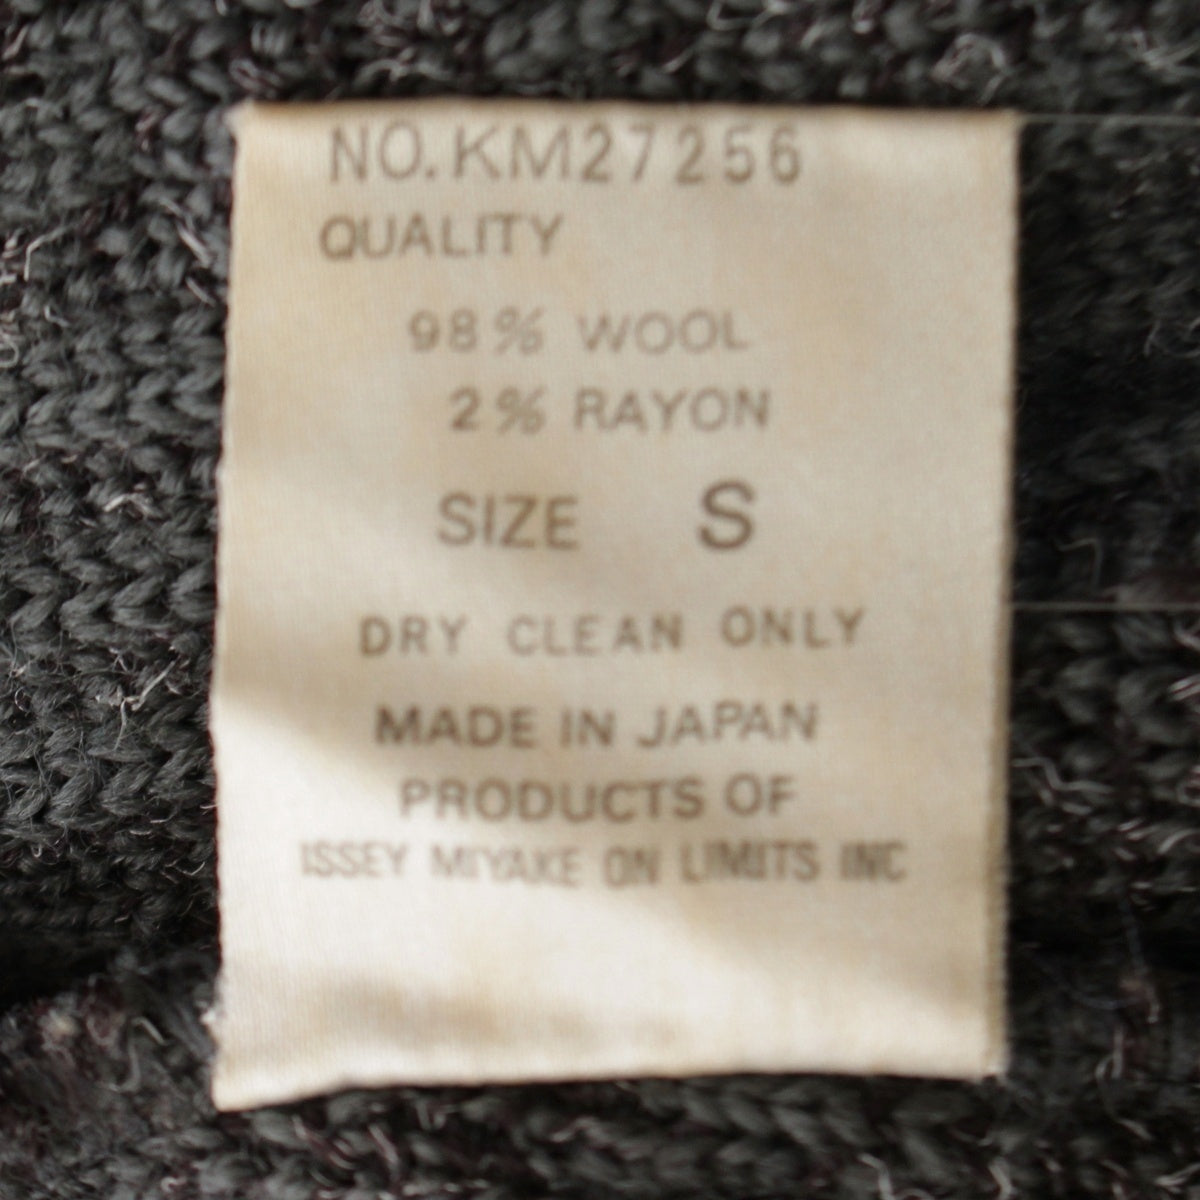 NO.KM27256
QUALITY
98% WOOL
2% RAYON
SIZE S
DRY CLEAN ONLY
MADE IN JAPAN
PRODUCTS OF
ISSEY MIYAKE ON LIMITS INC